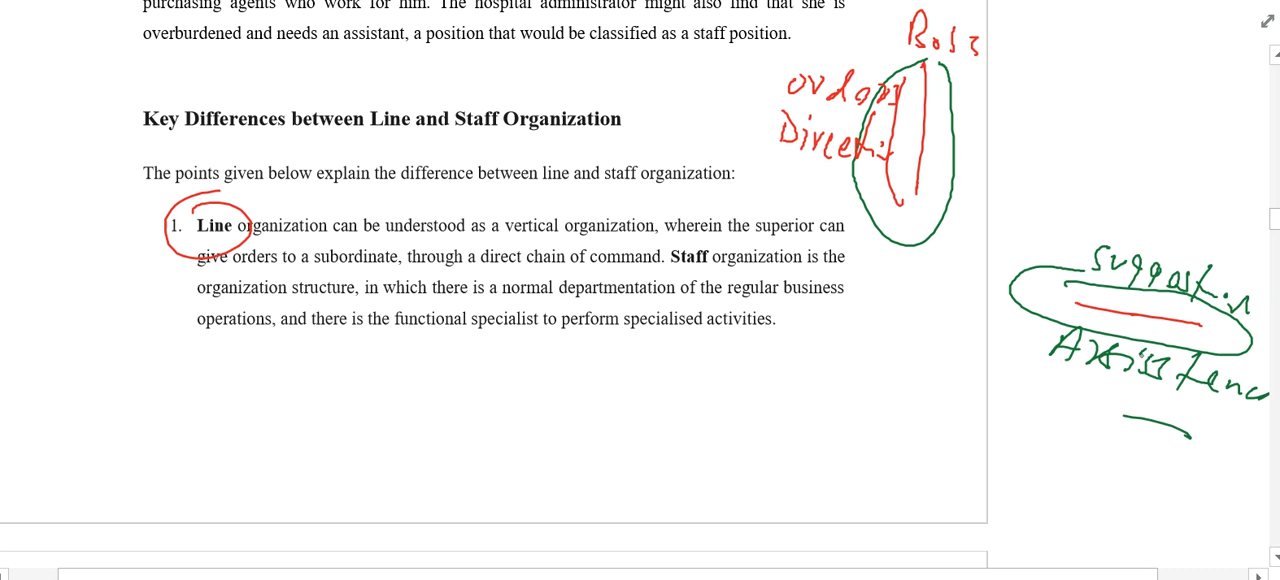 purchasing agents who work for him. The hospital administrator might also find that she is
overburdened and needs an assistant, a position that would be classified as a staff position.
Boss
Key Differences between Line and Staff Organization
The points given below explain the difference between line and staff organization:
1. Line organization can be understood as a vertical organization, wherein the superior can
give orders to a subordinate, through a direct chain of command. Staff organization is the
organization structure, in which there is a normal departmentation of the regular business
operations, and there is the functional specialist to perform specialised activities.